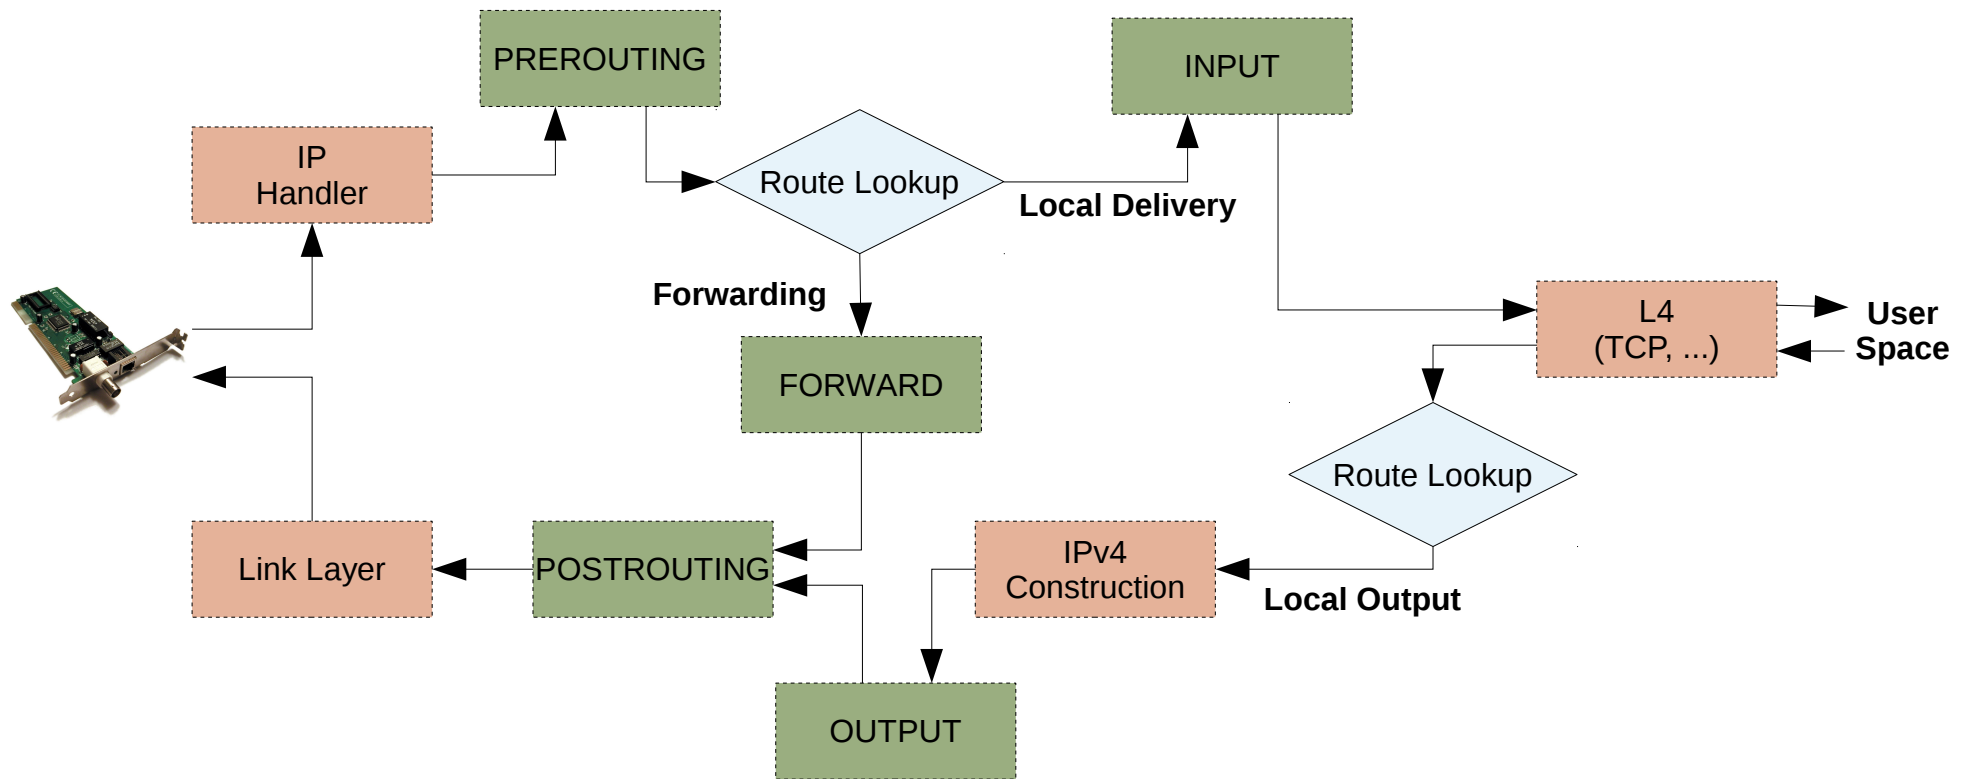 PREROUTING
INPUT
IP
Handler
Route Lookup
Local Delivery
Forwarding
L4
(TCP, ...)
User
Space
FORWARD
Route Lookup
Link Layer
POSTROUTING
IPv4
Construction
Local Output
OUTPUT